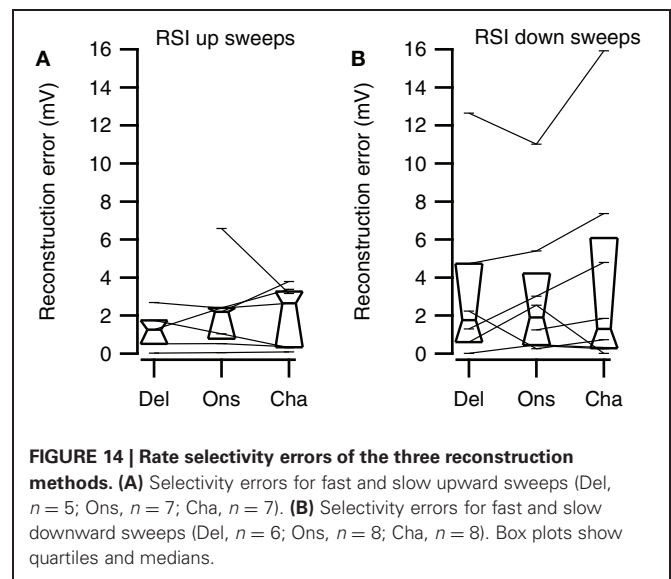 A
RSI up sweeps
Reconstruction error (mV)
16
14
12
10
8
6
4
2
0
Del Ons Cha
B
RSI down sweeps
Reconstruction error (mV)
16
14
12
10
8
6
4
2
0
Del Ons Cha
FIGURE 14 | Rate selectivity errors of the three reconstruction
methods. (A) Selectivity errors for fast and slow upward sweeps (Del,
n = 5; Ons, n = 7; Cha, n = 7). (B) Selectivity errors for fast and slow
downward sweeps (Del, n = 6; Ons, n = 8; Cha, n = 8). Box plots show
quartiles and medians.